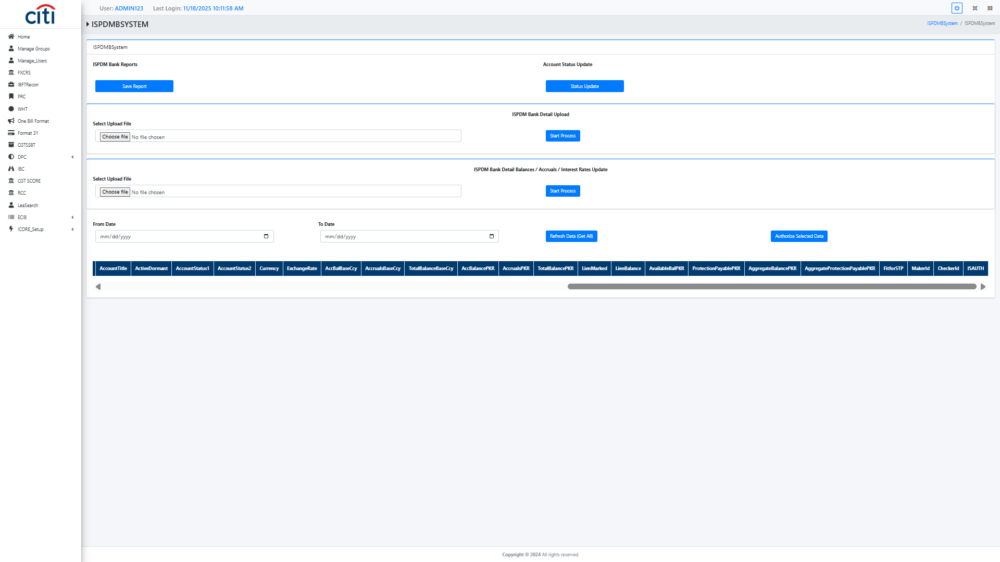 citi
User: ADMIN123 Last Login: 11/18/2025 10:11:58 AM
ISPDMBSYSTEM
ISPDMBSystem / ISPDMBSystem
Home
Manage Groups
Manage_Users
FXCRS
IBFTRecon
PRC
WHT
One Bill Format
Format 31
CGTSSBT
DPC
IBC
CGT SCORE
RCC
LeaSearch
ECIB
ICORE_Setup
ISPDMBSystem
ISPDM Bank Reports
Account Status Update
Save Report
Status Update
ISPDM Bank Detail Upload
Select Upload File
Choose file No file chosen
Start Process
ISPDM Bank Detail Balances / Accruals / Interest Rates Update
Select Upload File
Choose file No file chosen
Start Process
From Date
To Date
mm/dd/yyyy
mm/dd/yyyy
Refresh Data (Get All)
Authorize Selected Data
AccountTitle ActiveDormant AccountStatus1 AccountStatus2 Currency ExchangeRate AccBalBaseCcy AccrualsBaseCcy TotalBalanceBaseCcy AccBalancePKR AccrualsPKR TotalBalancePKR LienMarked LienBalance AvailableBalPKR ProtectionPayablePKR AggregateBalancePKR AggregateProtectionPayablePKR FitforSTP MakerId CheckerId ISAUTH
Copyright © 2024 All rights reserved.